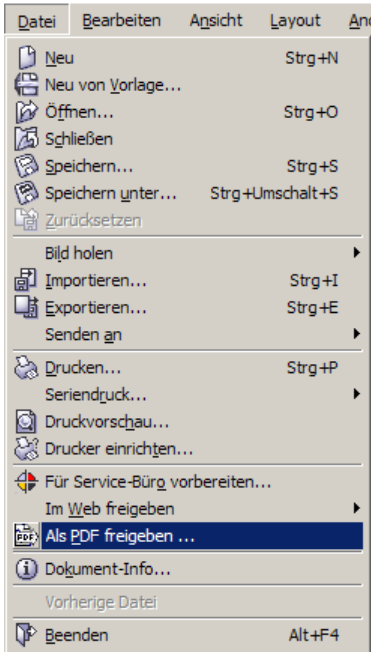 Datei Bearbeiten Ansicht Layout
Neu Strg+N
Neu von Vorlage...
Öffnen... Strg+O
Schließen
Speichern... Strg+S
Speichern unter... Strg+Umschalt+S
Zurücksetzen
Bild holen
Importieren... Strg+I
Exportieren... Strg+E
Senden an
Drucken... Strg+P
Seriendruck...
Druckvorschau...
Drucker einrichten...
Für Service-Büro vorbereiten...
Im Web freigeben
Als PDF freigeben ...
Dokument-Info...
Vorherige Datei
Beenden Alt+F4